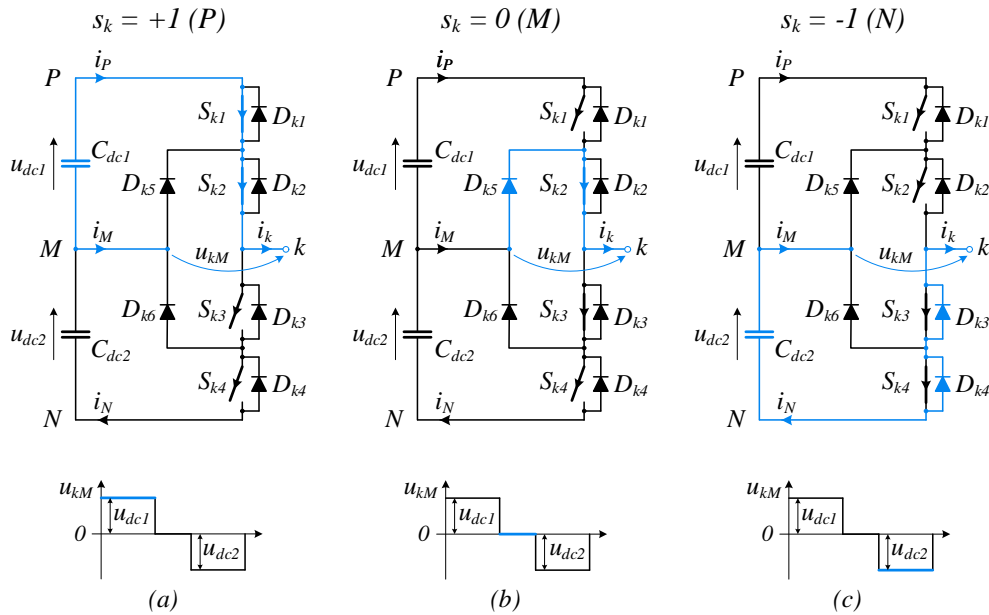 s_k = +1 (P)
P
i_P
S_k1
D_k1
u_dc1
C_dc1
D_k5
S_k2
D_k2
M
i_M
i_k
k
u_kM
D_k6
S_k3
D_k3
u_dc2
C_dc2
S_k4
D_k4
N
i_N
u_kM
u_dc1
0
u_dc2
(a)
s_k = 0 (M)
P
i_P
S_k1
D_k1
u_dc1
C_dc1
D_k5
S_k2
D_k2
M
i_M
i_k
k
u_kM
D_k6
S_k3
D_k3
u_dc2
C_dc2
S_k4
D_k4
N
i_N
u_kM
u_dc1
0
u_dc2
(b)
s_k = -1 (N)
P
i_P
S_k1
D_k1
u_dc1
C_dc1
D_k5
S_k2
D_k2
M
i_M
i_k
k
u_kM
D_k6
S_k3
D_k3
u_dc2
C_dc2
S_k4
D_k4
N
i_N
u_kM
u_dc1
0
u_dc2
(c)